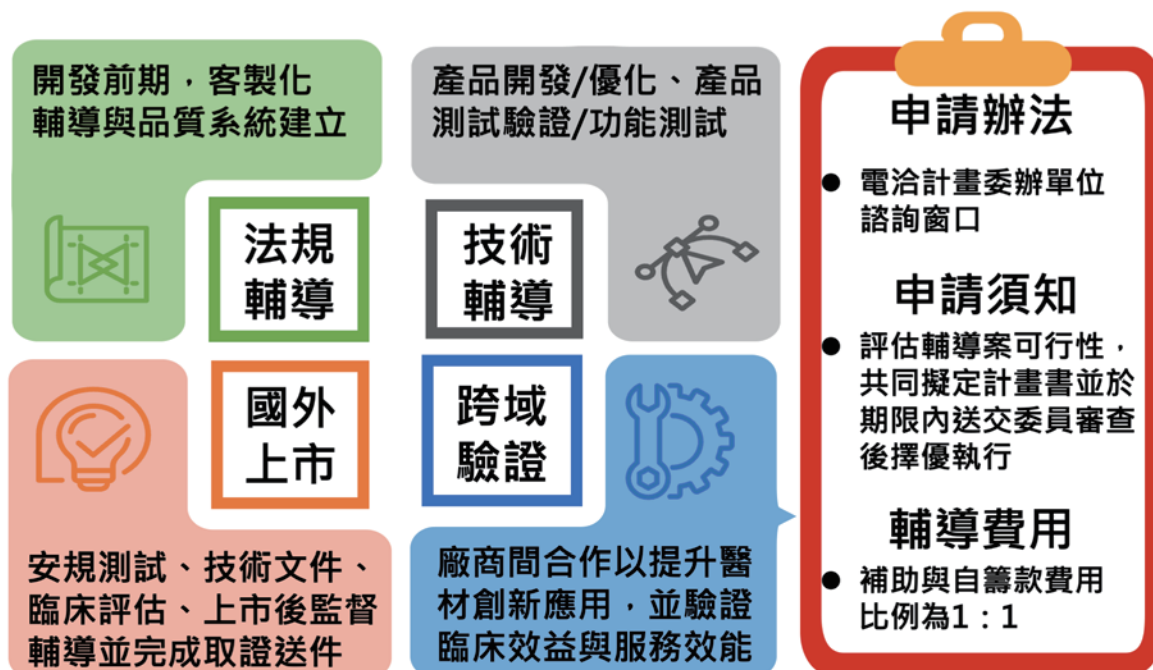 開發前期，客製化
輔導與品質系統建立
法規
輔導
產品開發/優化、產品
測試驗證/功能測試
技術
輔導
國外
上市
安規測試、技術文件、
臨床評估、上市後監督
輔導並完成取證送件
跨域
驗證
廠商間合作以提升醫
材創新應用，並驗證
臨床效益與服務效能
申請辦法
● 電洽計畫委辦單位
諮詢窗口
申請須知
● 評估輔導案可行性，
共同擬定計畫書並於
期限內送交委員審查
後擇優執行
輔導費用
● 補助與自籌款費用
比例為1：1